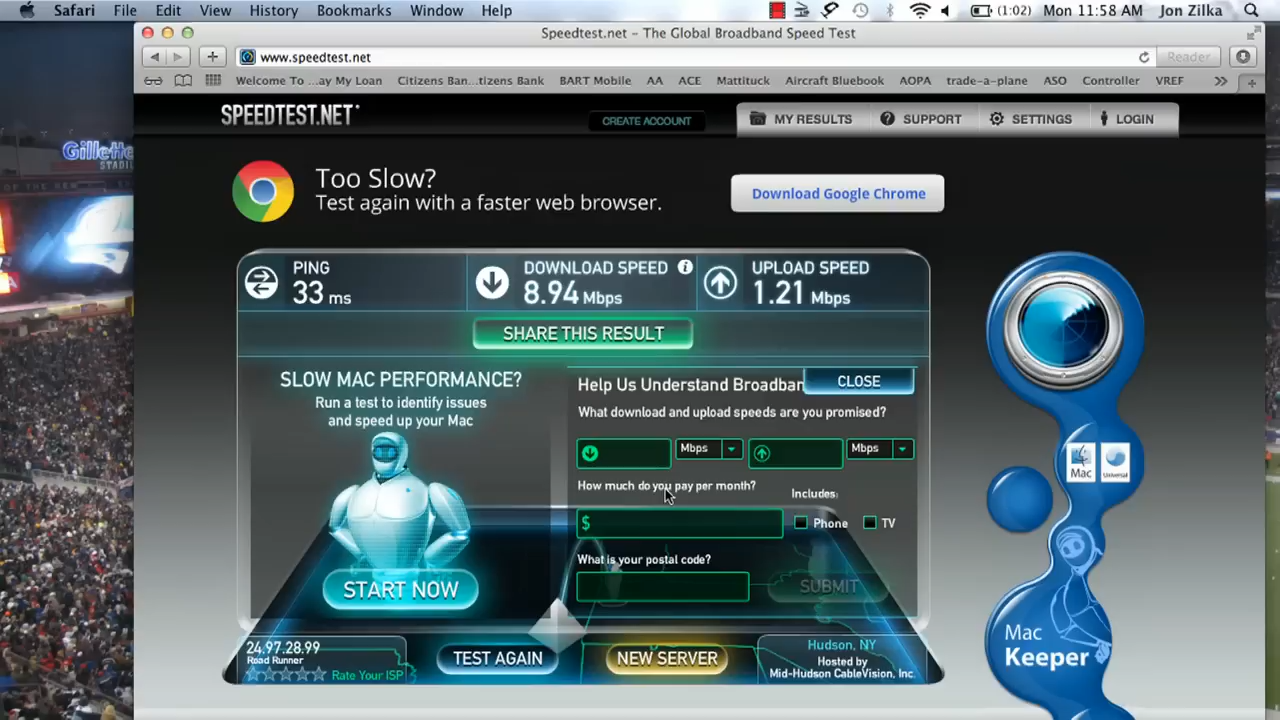 Safari File Edit View History Bookmarks Window Help (1:02) Mon 11:58 AM Jon Zilka
Speedtest.net - The Global Broadband Speed Test
www.speedtest.net Reader
Welcome To ...ay My Loan Citizens Ban...tizens Bank BART Mobile AA ACE Mattituck Aircraft Bluebook AOPA trade-a-plane ASO Controller VREF
SPEEDTEST.NET
CREATE ACCOUNT
MY RESULTS SUPPORT SETTINGS LOGIN
Gillette
STADIUM
Too Slow?
Test again with a faster web browser.
Download Google Chrome
PING
33 ms
DOWNLOAD SPEED
8.94 Mbps
UPLOAD SPEED
1.21 Mbps
SHARE THIS RESULT
SLOW MAC PERFORMANCE?
Run a test to identify issues
and speed up your Mac
START NOW
Help Us Understand Broadban
CLOSE
What download and upload speeds are you promised?
Mbps Mbps
How much do you pay per month?
Includes:
$
Phone TV
What is your postal code?
SUBMIT
24.97.28.99
Road Runner
Rate Your ISP
TEST AGAIN
NEW SERVER
Hudson, NY
Hosted by
Mid-Hudson CableVision, Inc.
Mac
Universal
Mac
Keeper